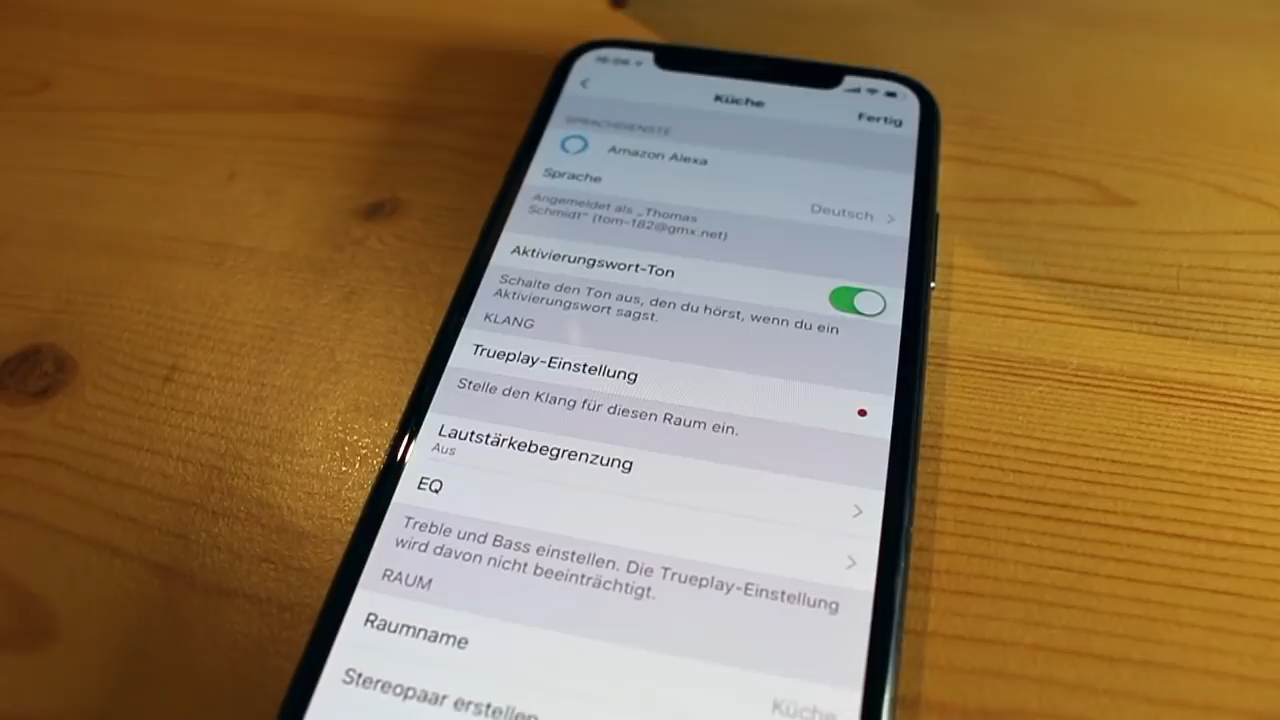 Küche
Fertig
SPRACHDIENSTE
Amazon Alexa
Sprache
Deutsch
Angemeldet als „Thomas
Schmidt“ (tom-182@gmx.net)
Aktivierungswort-Ton
Schalte den Ton aus, den du hörst, wenn du ein
Aktivierungswort sagst.
KLANG
Trueplay-Einstellung
Stelle den Klang für diesen Raum ein.
Lautstärkebegrenzung
Aus
EQ
Treble und Bass einstellen. Die Trueplay-Einstellung
wird davon nicht beeinträchtigt.
RAUM
Raumname
Küche
Stereopaar erstellen